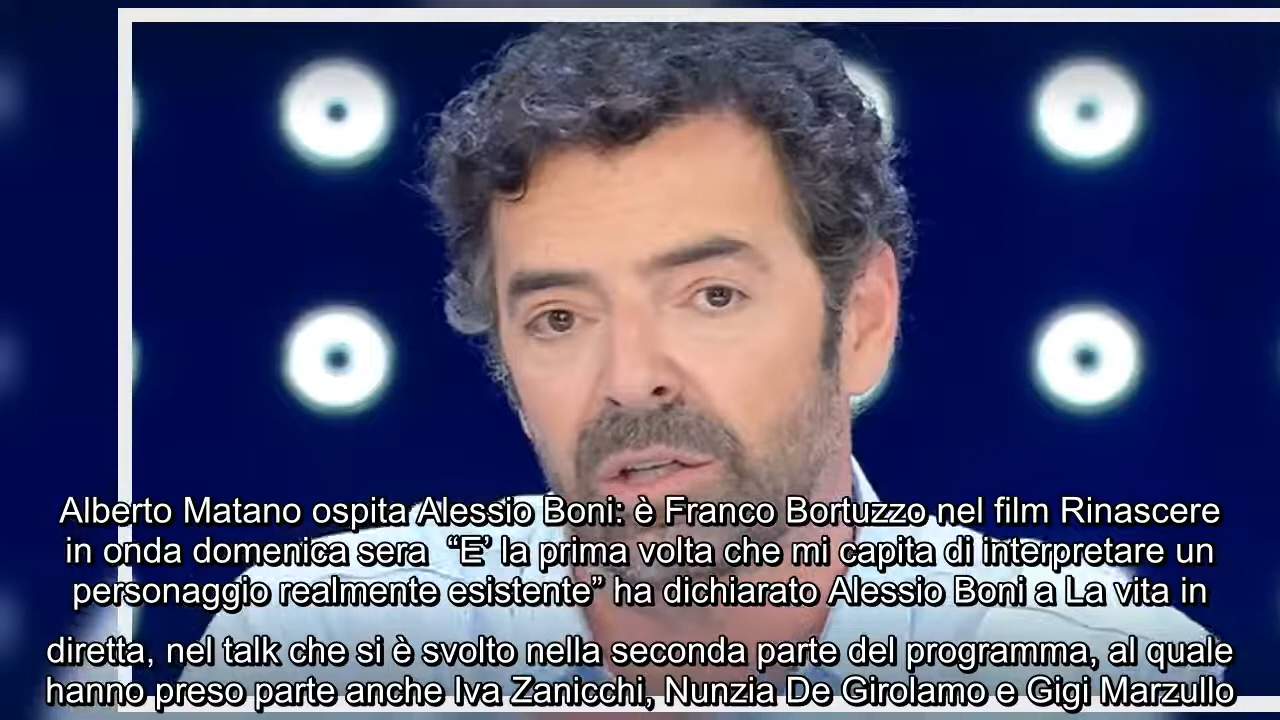 Alberto Matano ospita Alessio Boni: è Franco Bortuzzo nel film Rinascere
in onda domenica sera “E’ la prima volta che mi capita di interpretare un
personaggio realmente esistente” ha dichiarato Alessio Boni a La vita in
diretta, nel talk che si è svolto nella seconda parte del programma, al quale
hanno preso parte anche Iva Zanicchi, Nunzia De Girolamo e Gigi Marzullo